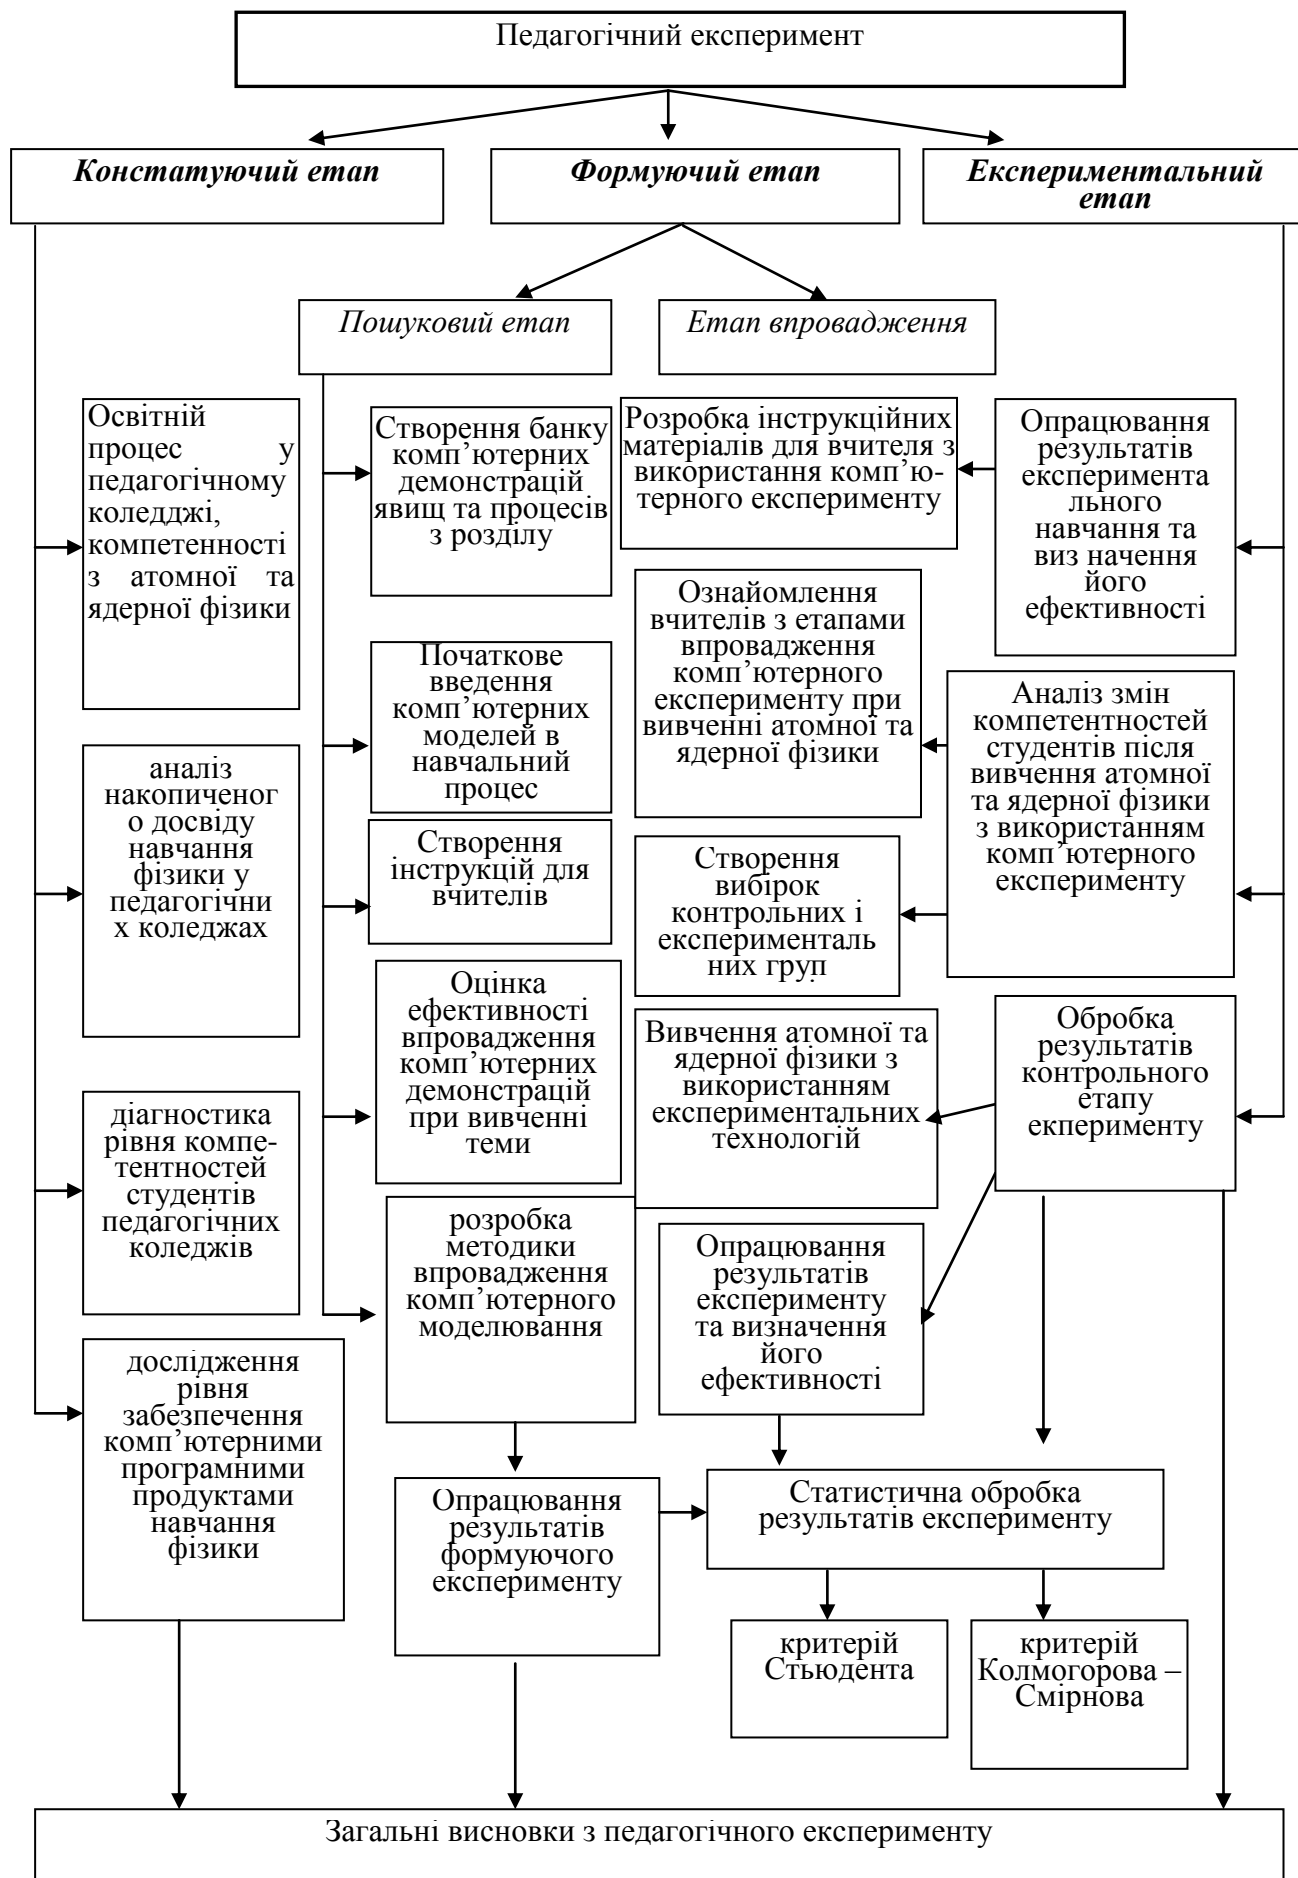 Педагогічний експеримент
Констатуючий етап
Формуючий етап
Експериментальний
етап
Пошуковий етап
Етап впровадження
Освітній
процес у
педагогічному
коледджі,
компетенності
з атомної та
ядерної фізики
аналіз
накопиченог
о досвіду
навчання
фізики у
педагогічни
х коледжах
діагностика
рівня компе-
тентностей
студентів
педагогічних
коледжів
дослідження
рівня
забезпечення
комп’ютерними
програмними
продуктами
навчання
фізики
Створення банку
комп’ютерних
демонстрацій
явищ та процесів
з розділу
Початкове
введення
комп’ютерних
моделей в
навчальний
процес
Створення
інструкцій для
вчителів
Оцінка
ефективності
впровадження
комп’ютерних
демонстрацій
при вивченні
теми
розробка
методики
впровадження
комп’ютерного
моделювання
Опрацювання
результатів
формуючого
експерименту
Розробка інструкційних
матеріалів для вчителя з
використання комп’ю-
терного експерименту
Ознайомлення
вчителів з етапами
впровадження
комп’ютерного
експерименту при
вивченні атомної та
ядерної фізики
Створення
вибірок
контрольних і
експерименталь
них груп
Вивчення атомної та
ядерної фізики з
використанням
експериментальних
технологій
Опрацювання
результатів
експерименту
та визначення
його
ефективності
Опрацювання
результатів
експеримента
льного
навчання та
виз начення
його
ефективності
Аналіз змін
компетентностей
студентів після
вивчення атомної
та ядерної фізики
з використанням
комп’ютерного
експерименту
Обробка
результатів
контрольного
етапу
екперименту
Статистична обробка
результатів експерименту
критерій
Стьюдента
критерій
Колмогорова –
Смірнова
Загальні висновки з педагогічного експерименту